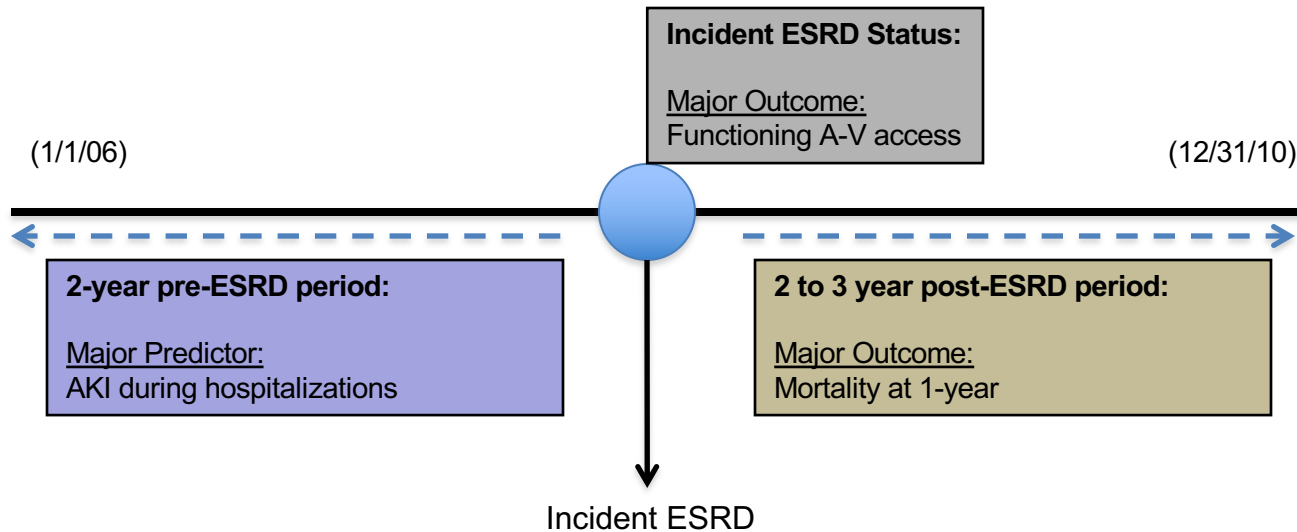 Incident ESRD Status:
Major Outcome:
Functioning A-V access
(1/1/06)
(12/31/10)
2-year pre-ESRD period:
Major Predictor:
AKI during hospitalizations
2 to 3 year post-ESRD period:
Major Outcome:
Mortality at 1-year
Incident ESRD